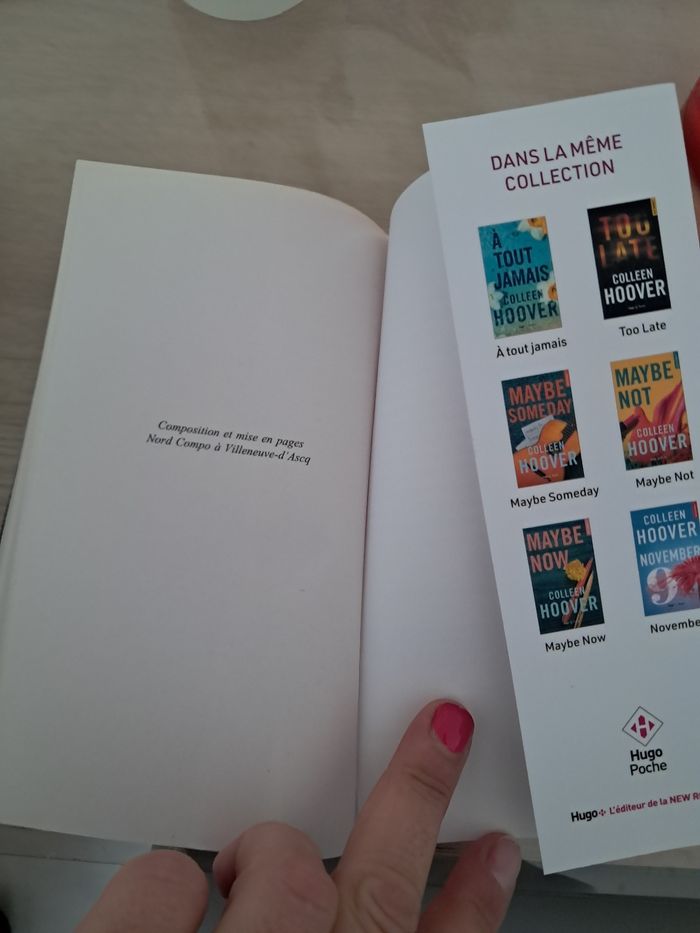 Composition et mise en pages
Nord Compo à Villeneuve-d'Ascq
DANS LA MÊME
COLLECTION
À
TOUT
JAMAIS
COLLEEN
HOOVER
À tout jamais
TOO
LATE
COLLEEN
HOOVER
Too Late
MAYBE
SOMEDAY
COLLEEN
HOOVER
Maybe Someday
MAYBE
NOT
COLLEEN
HOOVER
Maybe Not
MAYBE
NOW
COLLEEN
HOOVER
Maybe Now
COLLEEN
HOOVER
NOVEMBER
9
Novembe
Hugo
Poche
Hugo L'éditeur de la NEW R